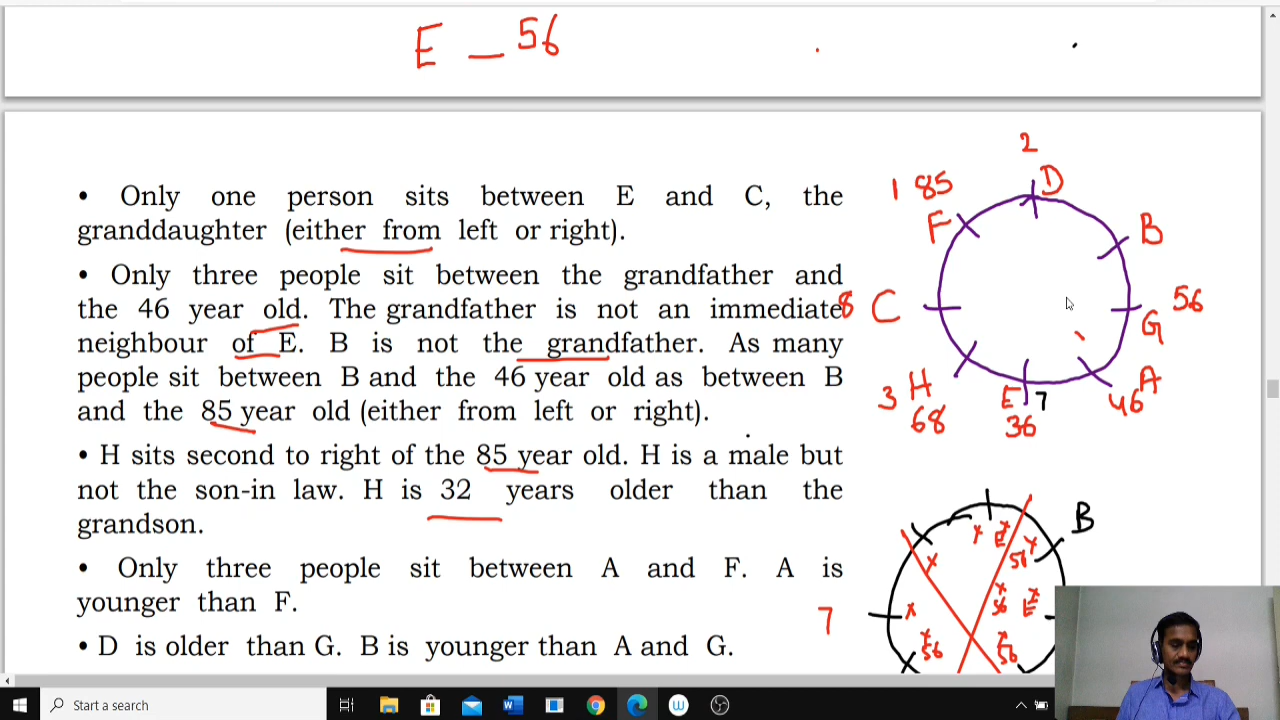 E – 56
• Only one person sits between E and C, the
granddaughter (either from left or right).
• Only three people sit between the grandfather and
the 46 year old. The grandfather is not an immediate
neighbour of E. B is not the grandfather. As many
people sit between B and the 46 year old as between B
and the 85 year old (either from left or right).
• H sits second to right of the 85 year old. H is a male but
not the son-in law. H is 32 years older than the
grandson.
• Only three people sit between A and F. A is
younger than F.
• D is older than G. B is younger than A and G.
2
1 85
D
F
B
8 C
56
G
3 H
68
E 7
36
A
46
B
x x
E
x
x
56
x
x
56
x
E
x
7
x
56
x
56
Start a search